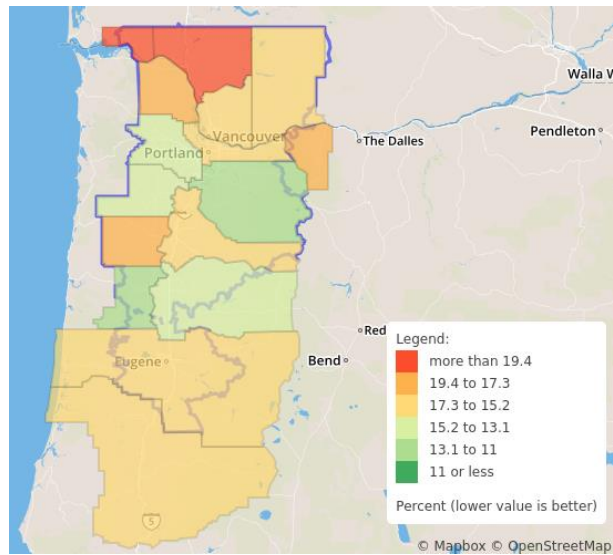 Walla W
Vancouver
Pendleton
The Dalles
Portland
Red
Bend
Eugene
5
Legend:
more than 19.4
19.4 to 17.3
17.3 to 15.2
15.2 to 13.1
13.1 to 11
11 or less
Percent (lower value is better)
© Mapbox © OpenStreetMap